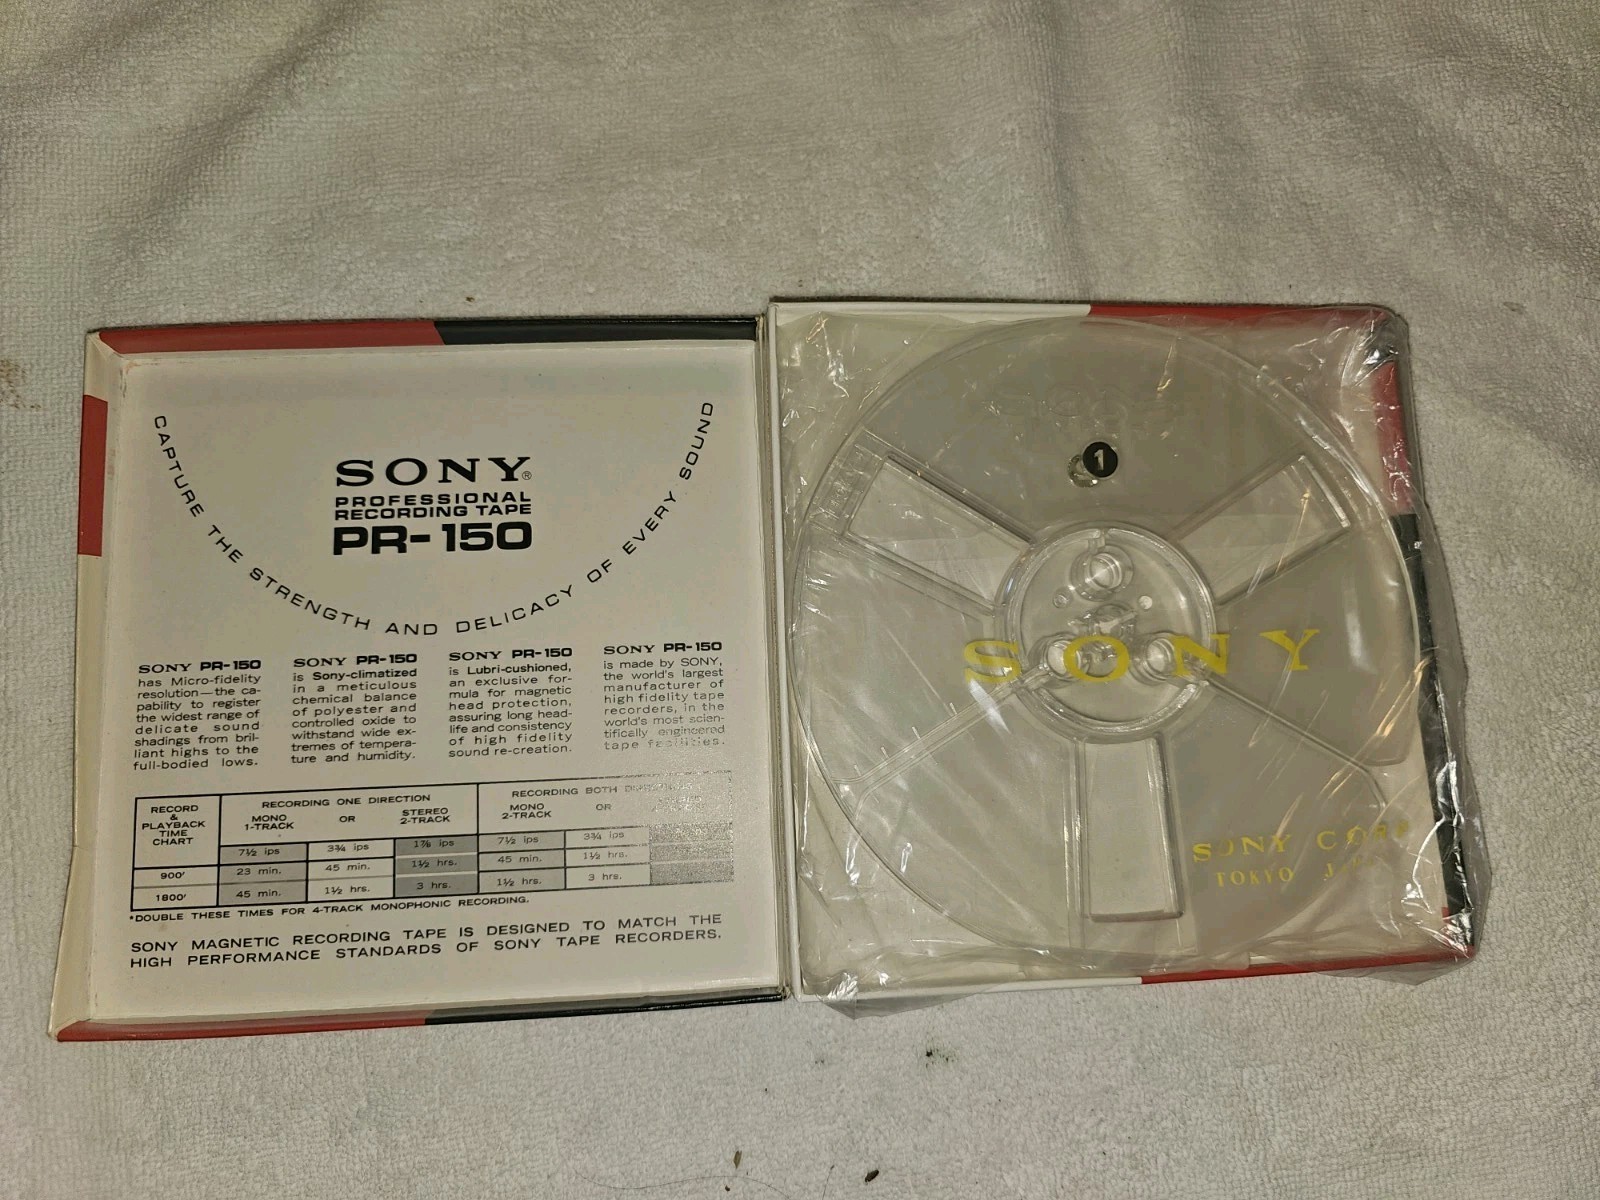 CAPTURE THE STRENGTH AND DELICACY OF EVERY SOUND
SONY®
PROFESSIONAL
RECORDING TAPE
PR-150
SONY PR-150
has Micro-fidelity
resolution—the ca-
pability to register
the widest range of
delicate sound
shadings from bril-
liant highs to the
full-bodied lows.
SONY PR-150
is Sony-climatized
in a meticulous
chemical balance
of polyester and
controlled oxide to
withstand wide ex-
tremes of tempera-
ture and humidity.
SONY PR-150
is Lubri-cushioned,
an exclusive for-
mula for magnetic
head protection,
assuring long head-
life and consistency
of high fidelity
sound re-creation.
SONY PR-150
is made by SONY,
the world's largest
manufacturer of
high fidelity tape
recorders, in the
world's most scien-
tifically engineered
tape facilities.
RECORD
&
PLAYBACK
TIME
CHART
RECORDING ONE DIRECTION
MONO OR STEREO
1-TRACK 2-TRACK
RECORDING BOTH
MONO OR
2-TRACK
7½ ips 3¾ ips 1⅞ ips 7½ ips 3¾ ips
900' 23 min. 45 min. 1½ hrs. 45 min. 1½ hrs.
1800' 45 min. 1½ hrs. 3 hrs. 1½ hrs. 3 hrs.
*DOUBLE THESE TIMES FOR 4-TRACK MONOPHONIC RECORDING.
SONY MAGNETIC RECORDING TAPE IS DESIGNED TO MATCH THE
HIGH PERFORMANCE STANDARDS OF SONY TAPE RECORDERS.
1
SONY
SONY CORP
TOKYO